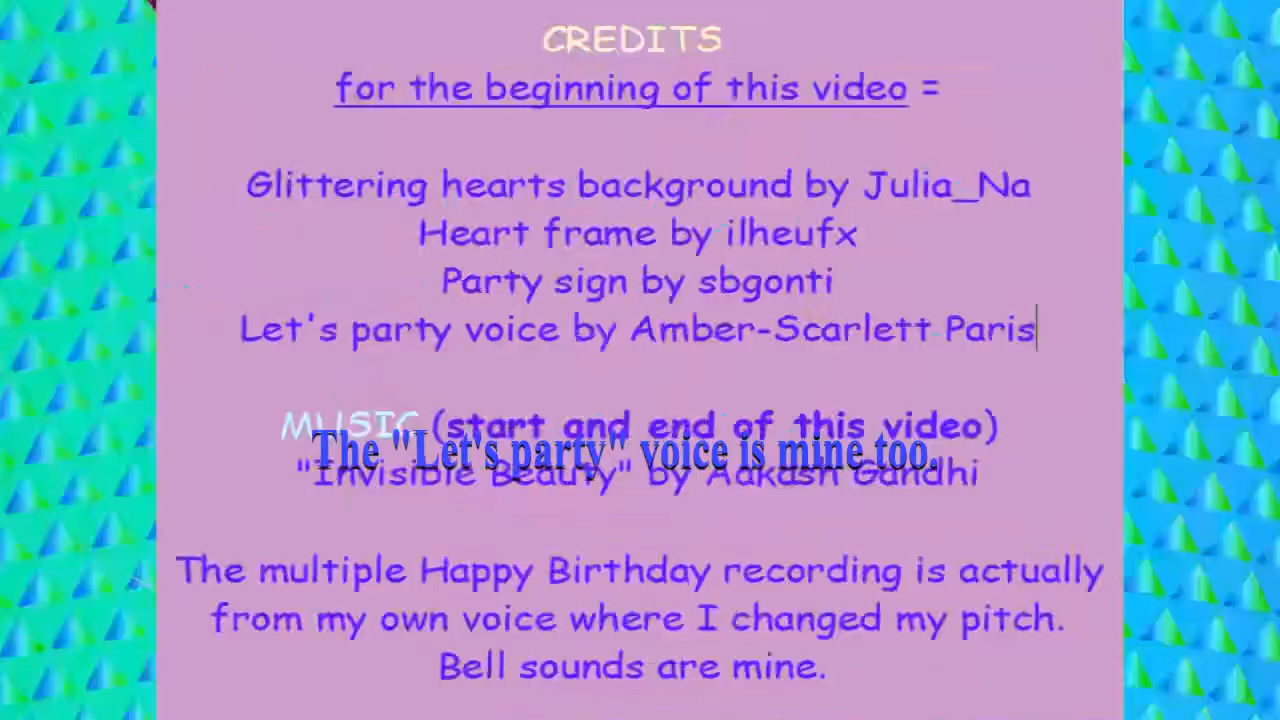 CREDITS
for the beginning of this video =
Glittering hearts background by Julia_Na
Heart frame by ilheufx
Party sign by sbgonti
Let's party voice by Amber-Scarlett Paris
MUSIC (start and end of this video)
The "Let's party" voice is mine too.
"Invisible Beauty" by Aakash Gandhi
The multiple Happy Birthday recording is actually
from my own voice where I changed my pitch.
Bell sounds are mine.